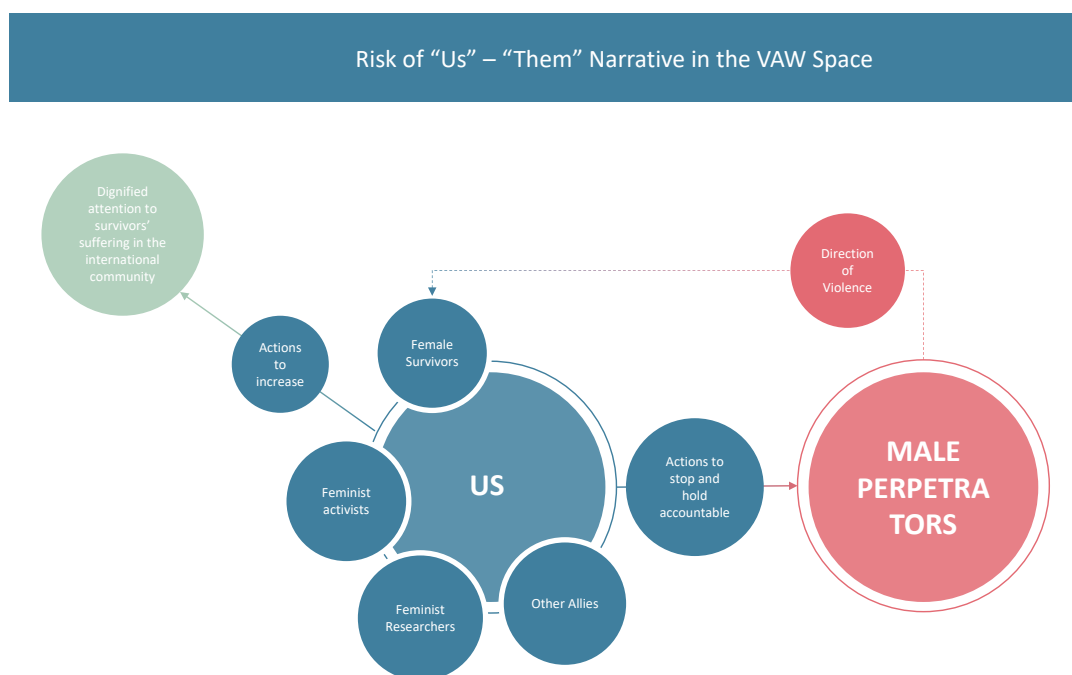 Risk of “Us” – “Them” Narrative in the VAW Space
Dignified
attention to
survivors’
suffering in the
international
community
Direction
of
Violence
Actions
to
increase
Female
Survivors
US
Feminist
activists
Actions to
stop and
hold
accountable
MALE
PERPETRA
TORS
Feminist
Researchers
Other Allies